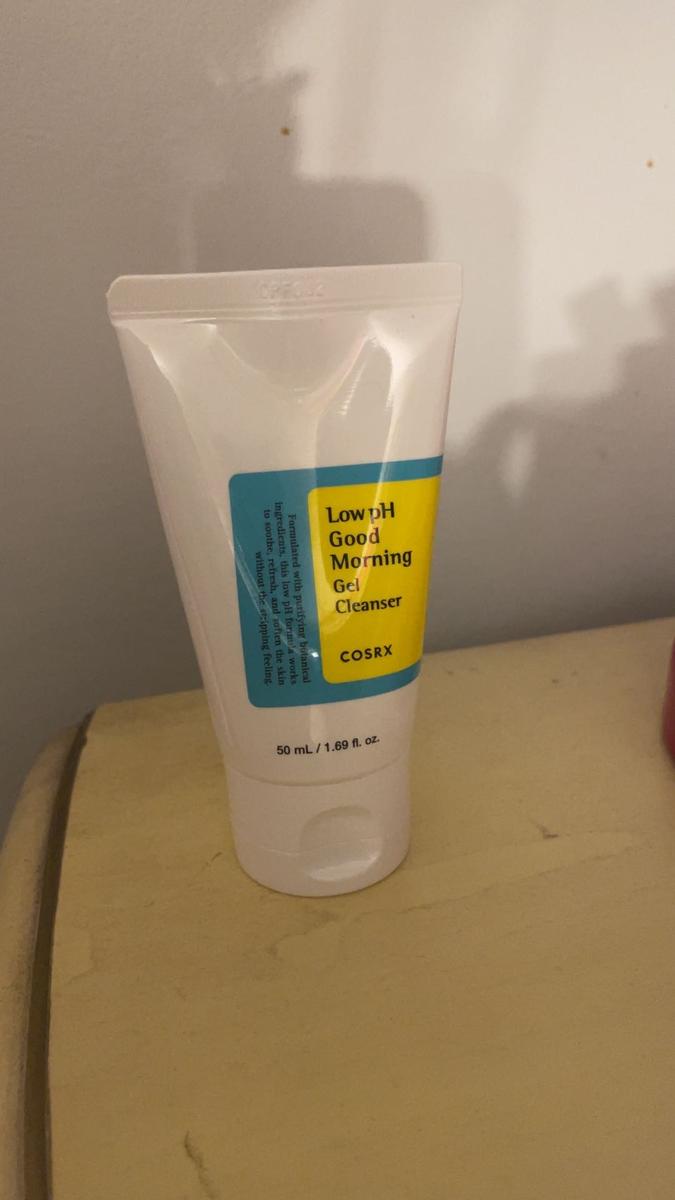 Low pH
Good
Morning
Gel
Cleanser
COSRX
Formulated with purifying botanical
ingredients, this low pH formula works
to soothe, refresh, and soften the skin
without the stripping feeling.
50 mL / 1.69 fl. oz.